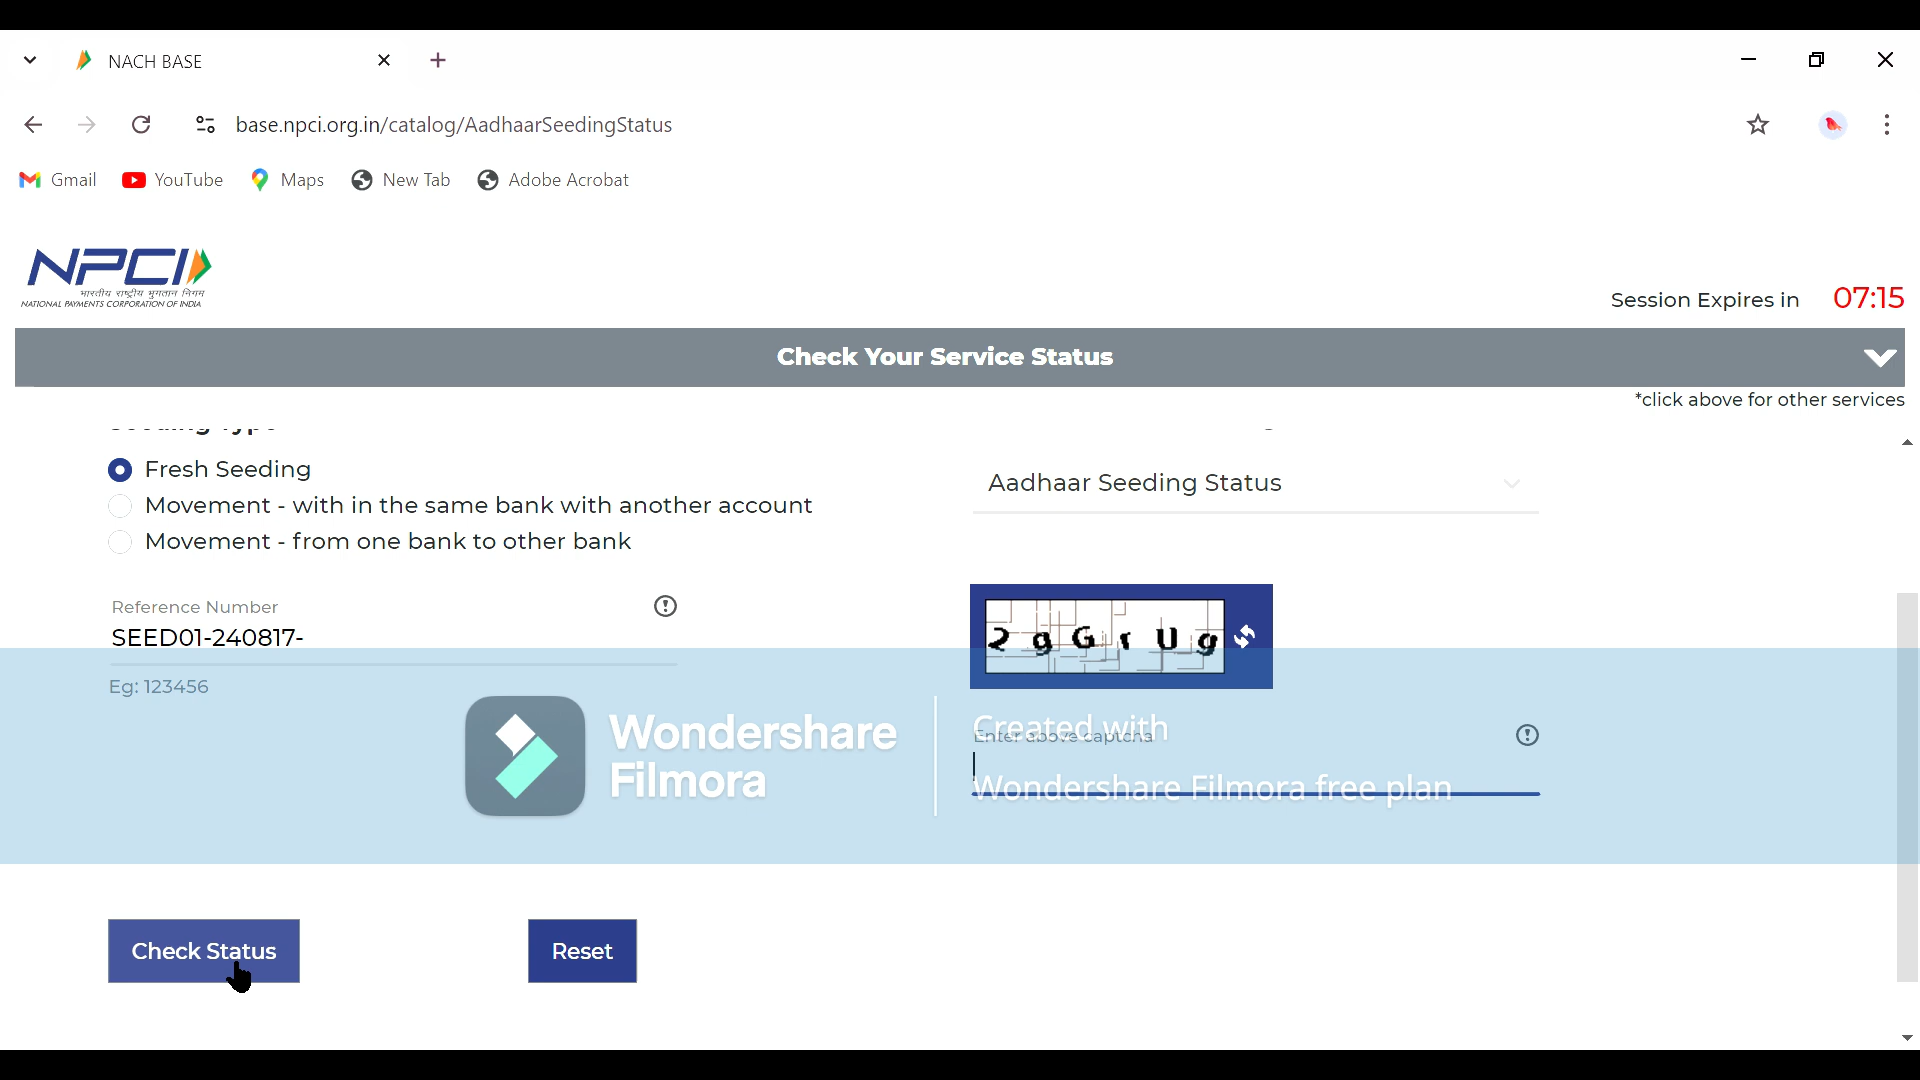 NACH BASE
base.npci.org.in/catalog/AadhaarSeedingStatus
Gmail YouTube Maps New Tab Adobe Acrobat
NPCI
भारतीय राष्ट्रीय भुगतान निगम
NATIONAL PAYMENTS CORPORATION OF INDIA
Session Expires in 07:15
Check Your Service Status
*click above for other services
Fresh Seeding
Movement - with in the same bank with another account
Movement - from one bank to other bank
Aadhaar Seeding Status
Reference Number
SEED01-240817-
Eg: 123456
2gGrUg
Enter above captcha
Wondershare
Filmora
Created with
Wondershare Filmora free plan
Check Status
Reset